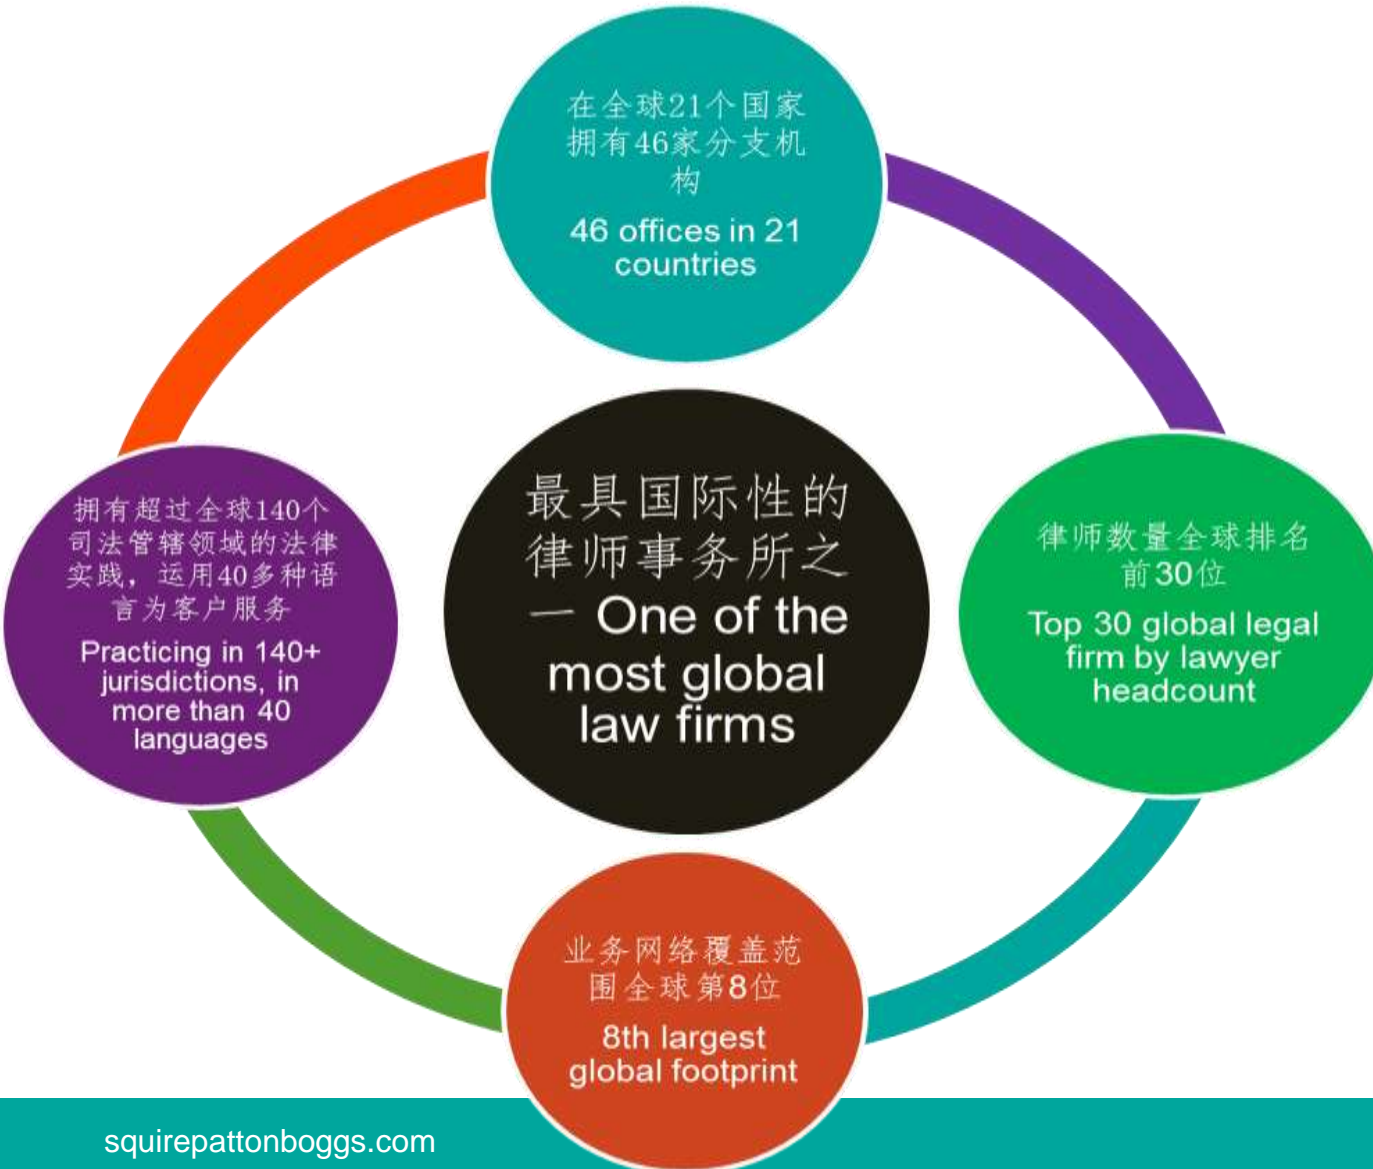 在全球21个国家
拥有46家分支机
构
46 offices in 21
countries
拥有超过全球140个
司法管辖领域的法律
实践，运用40多种语
言为客户服务
Practicing in 140+
jurisdictions, in
more than 40
languages
最具国际性的
律师事务所之
一 One of the
most global
law firms
律师数量全球排名
前30位
Top 30 global legal
firm by lawyer
headcount
业务网络覆盖范
围全球第8位
8th largest
global footprint
squirepattonboggs.com